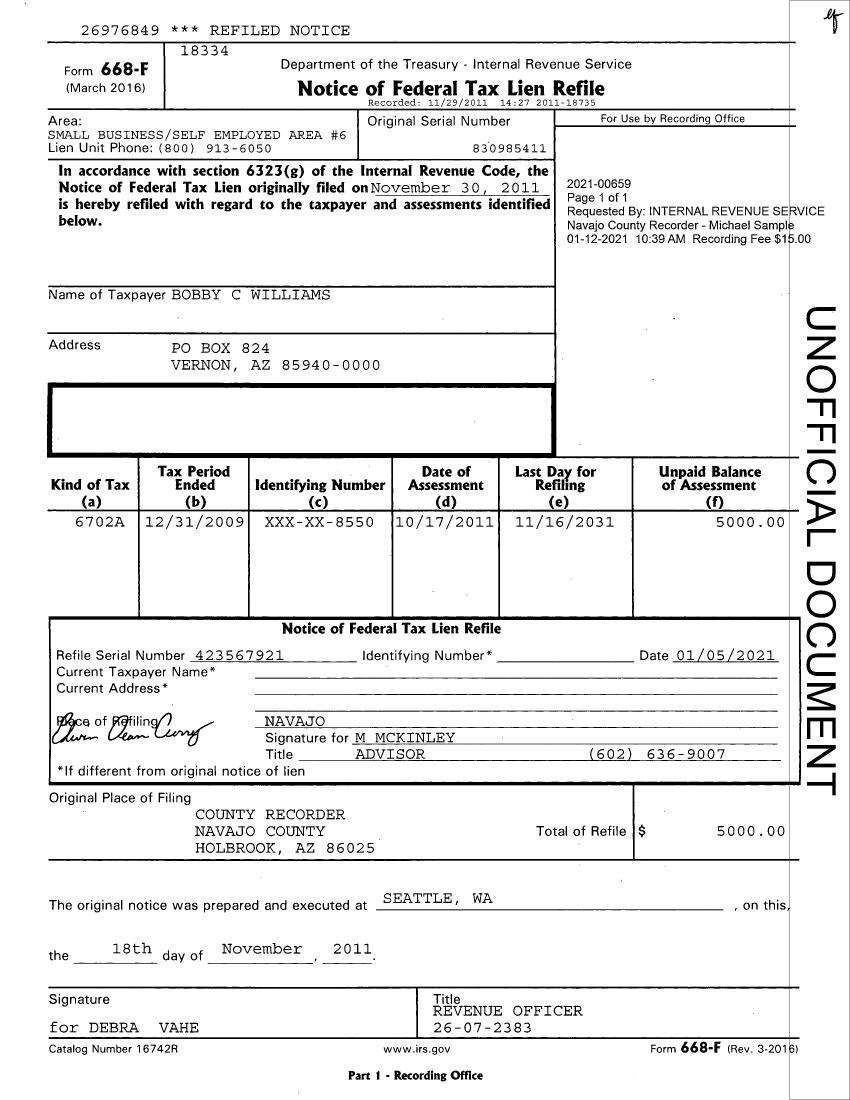 26976849 *** REFILED NOTICE
18334
Form 668-F
(March 2016)
Department of the Treasury - Internal Revenue Service
Notice of Federal Tax Lien Refile
Recorded: 11/29/2011 14:27 2011-18735
Area:
SMALL BUSINESS/SELF EMPLOYED AREA #6
Lien Unit Phone: (800) 913-6050
Original Serial Number
830985411
For Use by Recording Office
In accordance with section 6323(g) of the Internal Revenue Code, the
Notice of Federal Tax Lien originally filed on November 30, 2011
is hereby refiled with regard to the taxpayer and assessments identified
below.
2021-00659
Page 1 of 1
Requested By: INTERNAL REVENUE SERVICE
Navajo County Recorder - Michael Sample
01-12-2021 10:39 AM Recording Fee $15.00
Name of Taxpayer BOBBY C WILLIAMS
Address
PO BOX 824
VERNON, AZ 85940-0000
Kind of Tax (a)
Tax Period Ended (b)
Identifying Number (c)
Date of Assessment (d)
Last Day for Refiling (e)
Unpaid Balance of Assessment (f)
6702A 12/31/2009 XXX-XX-8550 10/17/2011 11/16/2031 5000.00
Notice of Federal Tax Lien Refile
Refile Serial Number 423567921 Identifying Number* Date 01/05/2021
Current Taxpayer Name*
Current Address*
Place of Refiling NAVAJO
Signature for M MCKINLEY
Title ADVISOR (602) 636-9007
*If different from original notice of lien
Original Place of Filing
COUNTY RECORDER
NAVAJO COUNTY
HOLBROOK, AZ 86025
Total of Refile $ 5000.00
The original notice was prepared and executed at SEATTLE, WA , on this,
the 18th day of November , 2011.
Signature
for DEBRA VAHE
Title
REVENUE OFFICER
26-07-2383
Catalog Number 16742R www.irs.gov Form 668-F (Rev. 3-2016)
Part 1 - Recording Office
UNOFFICIAL DOCUMENT